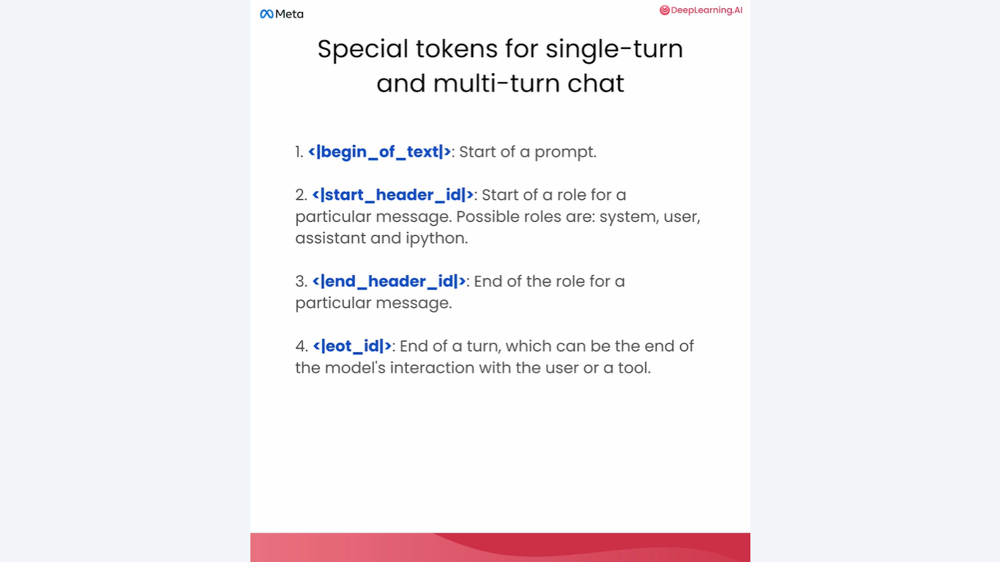 Meta
DeepLearning.AI
Special tokens for single-turn
and multi-turn chat
1. <|begin_of_text|>: Start of a prompt.
2. <|start_header_id|>: Start of a role for a
particular message. Possible roles are: system, user,
assistant and ipython.
3. <|end_header_id|>: End of the role for a
particular message.
4. <|eot_id|>: End of a turn, which can be the end of
the model's interaction with the user or a tool.